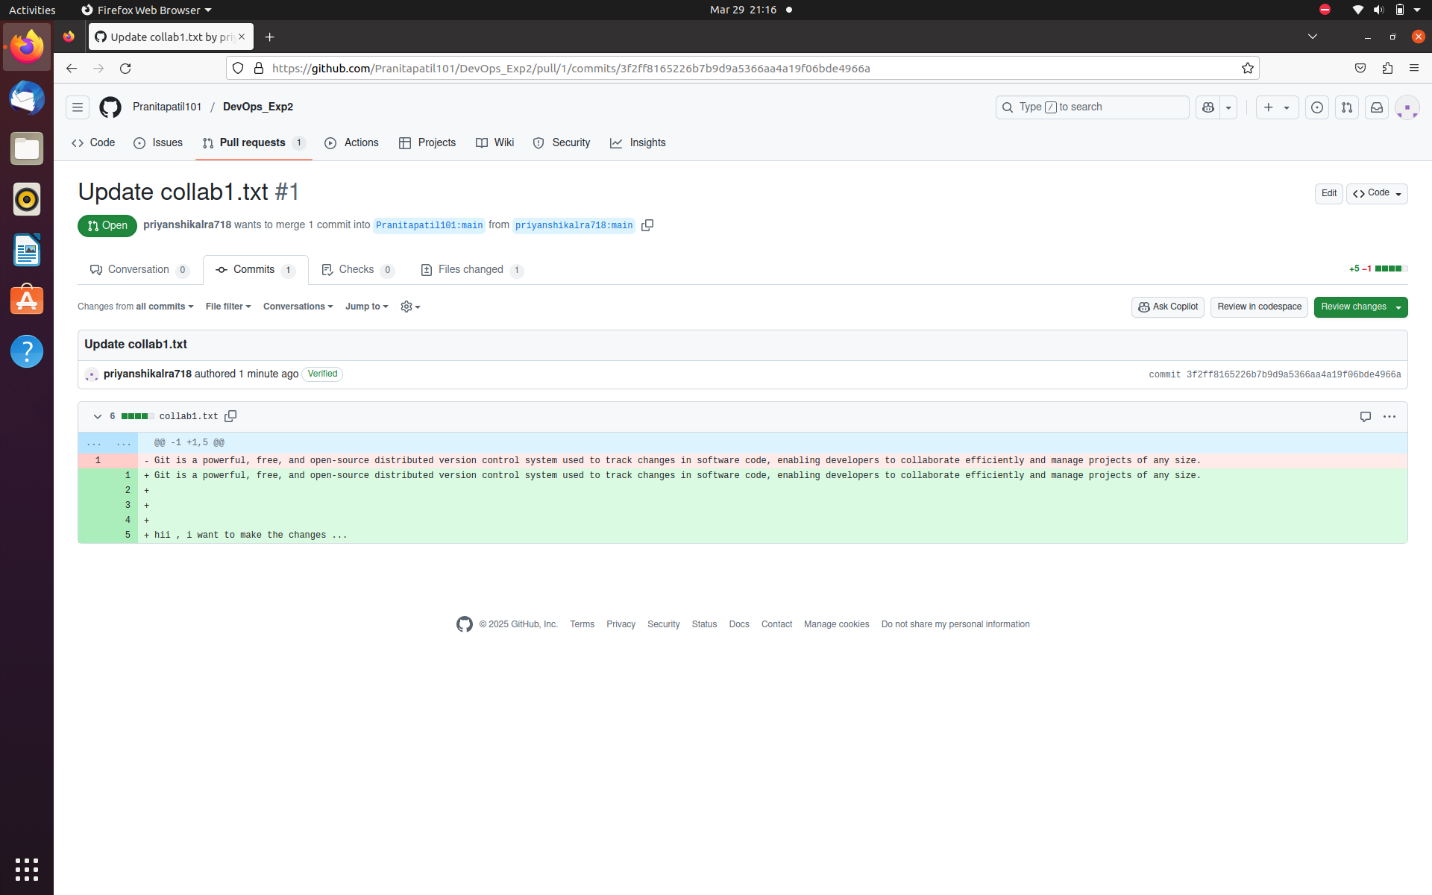 Activities
Firefox Web Browser
Mar 29 21:16
Update collab1.txt by pri
https://github.com/Pranitapatil101/DevOps_Exp2/pull/1/commits/3f2ff8165226b7b9d9a5366aa4a19f06bde4966a
Pranitapatil101 / DevOps_Exp2
Type / to search
Code
Issues
Pull requests 1
Actions
Projects
Wiki
Security
Insights
Update collab1.txt #1
Edit
Code
Open
priyanshikalra718 wants to merge 1 commit into Pranitapatil101:main from priyanshikalra718:main
Conversation 0
Commits 1
Checks 0
Files changed 1
+5 −1
Changes from all commits
File filter
Conversations
Jump to
Ask Copilot
Review in codespace
Review changes
Update collab1.txt
priyanshikalra718 authored 1 minute ago Verified
commit 3f2ff8165226b7b9d9a5366aa4a19f06bde4966a
6 collab1.txt
... ... @@ -1 +1,5 @@
1 - Git is a powerful, free, and open-source distributed version control system used to track changes in software code, enabling developers to collaborate efficiently and manage projects of any size.
1 + Git is a powerful, free, and open-source distributed version control system used to track changes in software code, enabling developers to collaborate efficiently and manage projects of any size.
2 +
3 +
4 +
5 + hii , i want to make the changes ...
© 2025 GitHub, Inc.
Terms
Privacy
Security
Status
Docs
Contact
Manage cookies
Do not share my personal information